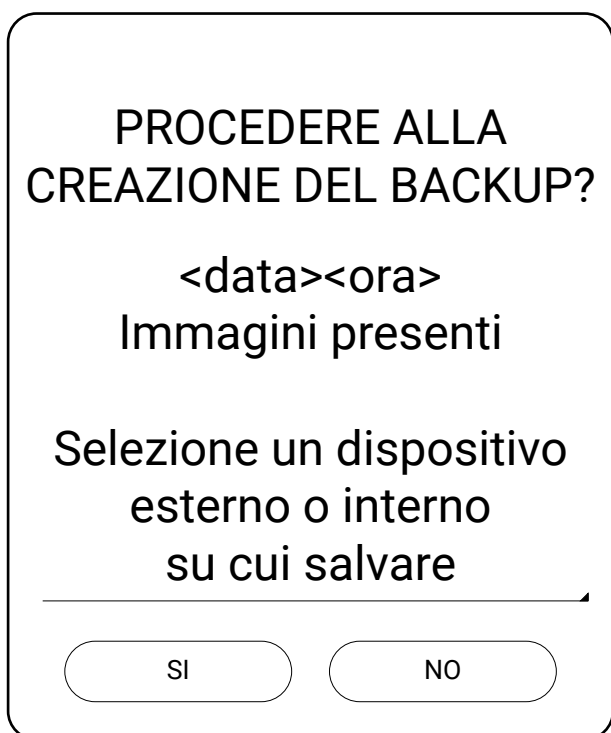 PROCEDERE ALLA
CREAZIONE DEL BACKUP?
<data><ora>
Immagini presenti
Selezione un dispositivo
esterno o interno
su cui salvare
SI
NO